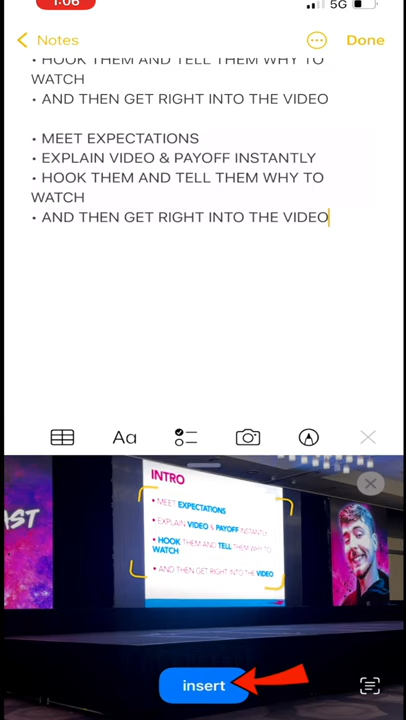 1:06
5G
Notes
Done
• HOOK THEM AND TELL THEM WHY TO
WATCH
• AND THEN GET RIGHT INTO THE VIDEO
• MEET EXPECTATIONS
• EXPLAIN VIDEO & PAYOFF INSTANTLY
• HOOK THEM AND TELL THEM WHY TO
WATCH
• AND THEN GET RIGHT INTO THE VIDEO
Aa
INTRO
• MEET EXPECTATIONS
• EXPLAIN VIDEO & PAYOFF INSTANTLY
• HOOK THEM AND TELL THEM WHY TO
WATCH
• AND THEN GET RIGHT INTO THE VIDEO
AST
insert